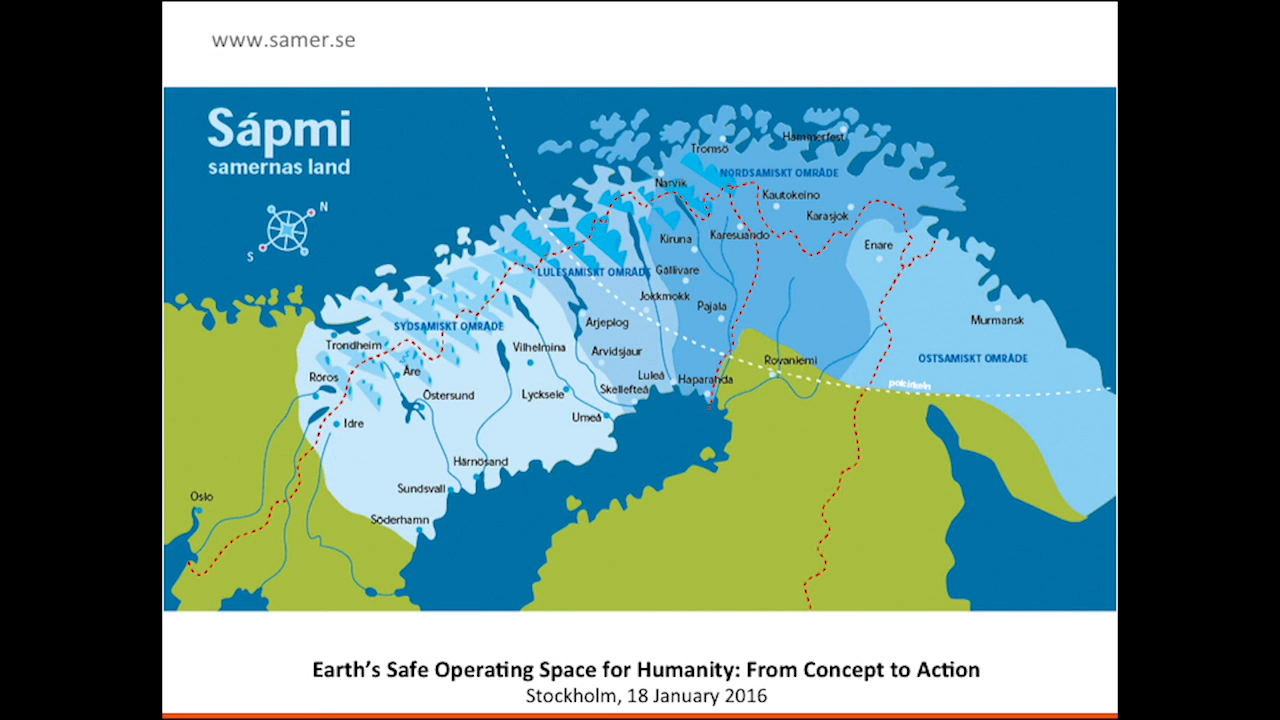 www.samer.se
Sápmi
samernas land
N
S
Hammerfest
Tromsö
NORDSAMISKT OMRÅDE
Narvik
Kautokeino
Karasjok
Kiruna
Karesuando
Enare
LULESAMISKT OMRÅDE
Gällivare
Jokkmokk
Pajala
Murmansk
Arjeplog
SYDSAMISKT OMRÅDE
Trondheim
Vilhelmina
Arvidsjaur
Rovaniemi
ÖSTSAMISKT OMRÅDE
Åre
Röros
Luleå
Haparanda
polcirkeln
Östersund
Lycksele
Skellefteå
Umeå
Idre
Härnösand
Sundsvall
Oslo
Söderhamn
Earth's Safe Operating Space for Humanity: From Concept to Action
Stockholm, 18 January 2016